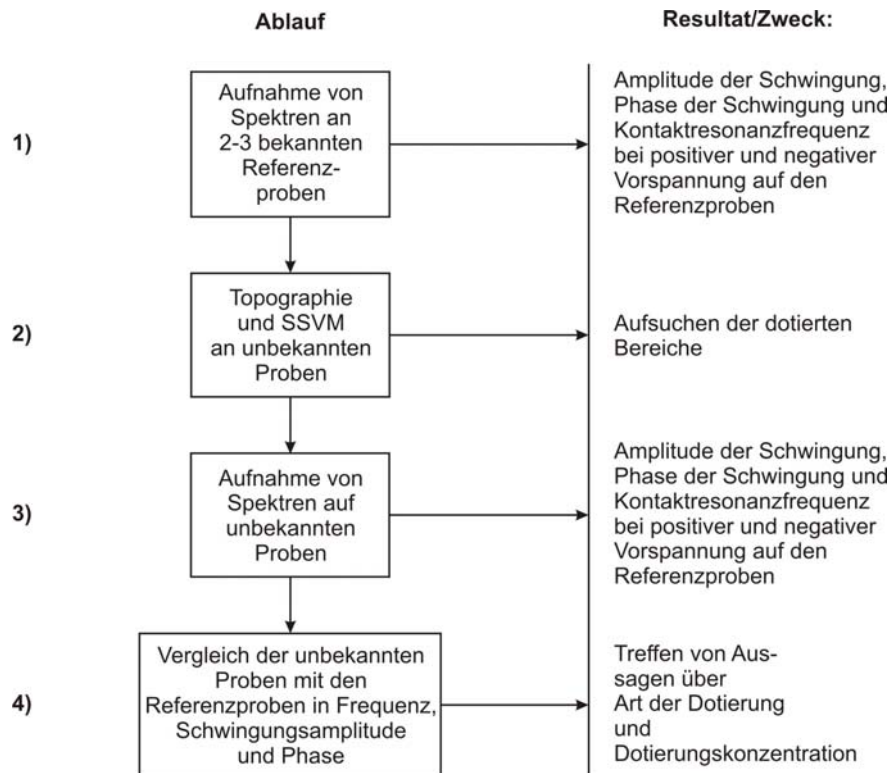 Ablauf
Resultat/Zweck:
1)
Aufnahme von
Spektren an
2-3 bekannten
Referenz-
proben
Amplitude der Schwingung,
Phase der Schwingung und
Kontaktresonanzfrequenz
bei positiver und negativer
Vorspannung auf den
Referenzproben
2)
Topographie
und SSVM
an unbekannten
Proben
Aufsuchen der dotierten
Bereiche
3)
Aufnahme von
Spektren auf
unbekannten
Proben
Amplitude der Schwingung,
Phase der Schwingung und
Kontaktresonanzfrequenz
bei positiver und negativer
Vorspannung auf den
Referenzproben
4)
Vergleich der unbekannten
Proben mit den
Referenzproben in Frequenz,
Schwingungsamplitude
und Phase
Treffen von Aus-
sagen über
Art der Dotierung
und
Dotierungskonzentration